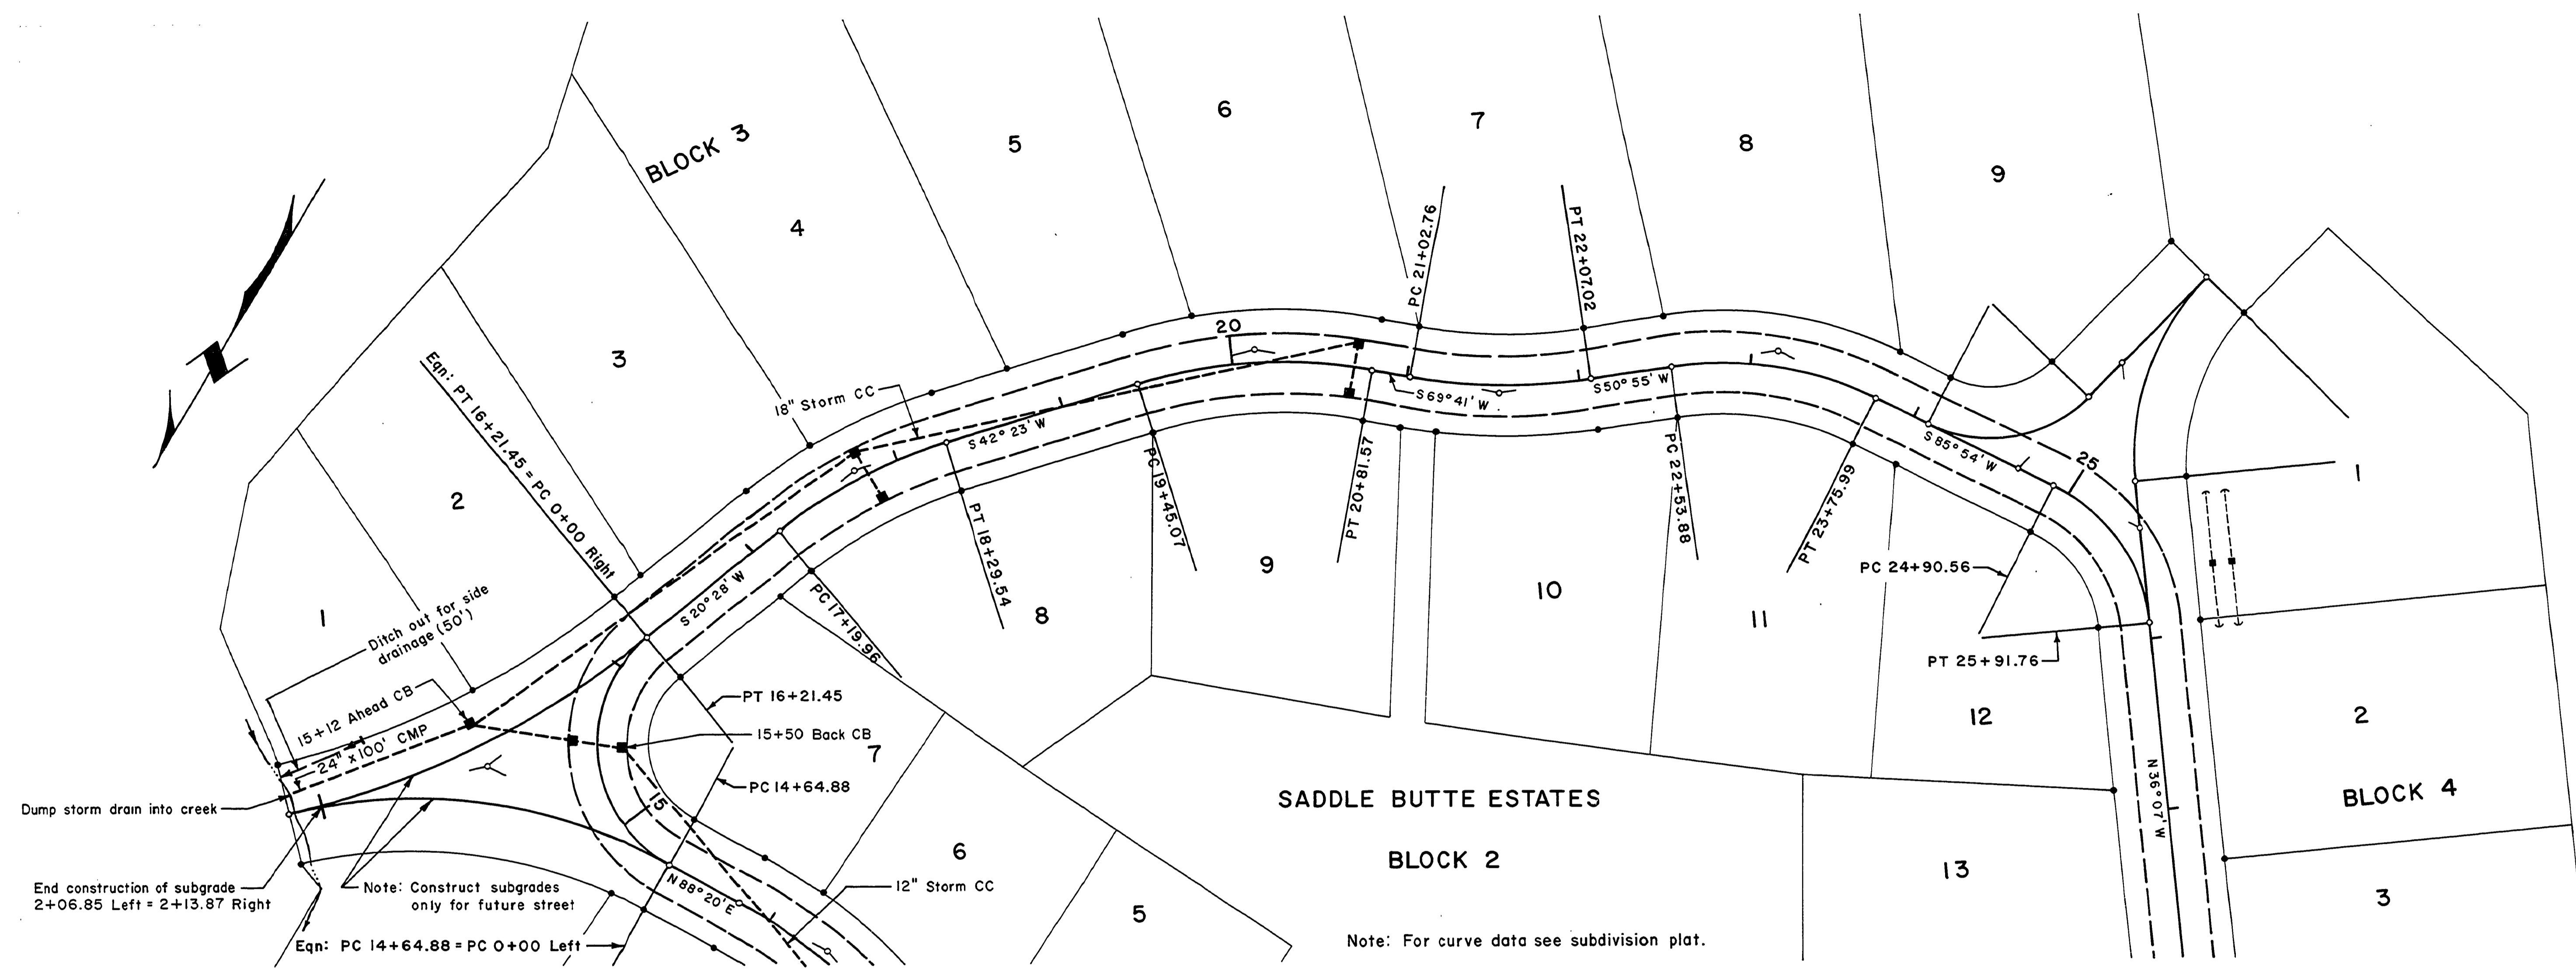 BLOCK 3
1
2
3
4
5
6
7
8
9
Eqn: PT 16+21.45 = PC 0+00 Right
18" Storm CC
20
PC 21+02.76
PT 22+07.02
S 20° 28' W
S 42° 23' W
S 69° 41' W
S 50° 55' W
S 85° 54' W
25
PC 17+19.96
PT 18+29.54
PC 19+45.07
PT 20+81.57
PC 22+53.88
PT 23+75.99
PC 24+90.56
PT 25+91.76
N 36° 07' W
Ditch out for side
drainage (50')
15+12 Ahead CB
24" x 100' CMP
Dump storm drain into creek
End construction of subgrade
2+06.85 Left = 2+13.87 Right
Note: Construct subgrades
only for future street
Eqn: PC 14+64.88 = PC 0+00 Left
N 88° 20' E
15
PT 16+21.45
15+50 Back CB
PC 14+64.88
12" Storm CC
5
6
7
8
9
10
11
12
13
SADDLE BUTTE ESTATES
BLOCK 2
Note: For curve data see subdivision plat.
1
2
BLOCK 4
3